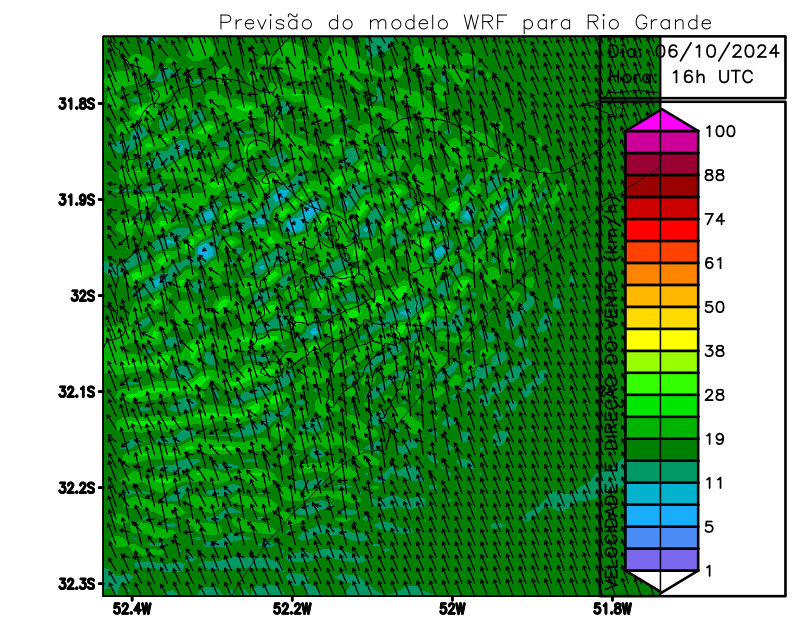 Previsão do modelo WRF para Rio Grande
Dia: 06/10/2024
Hora: 16h UTC
31.8S
31.9S
32S
32.1S
32.2S
32.3S
52.4W
52.2W
52W
51.8W
VELOCIDADE E DIREÇÃO DO VENTO (km/h)
100
88
74
61
50
38
28
19
11
5
1